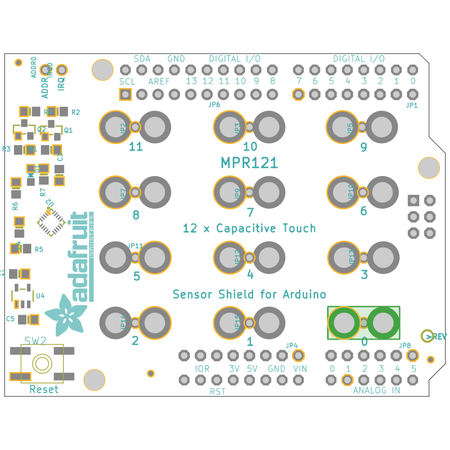 SDA GND DIGITAL I/O DIGITAL I/O
ADDR0
ADDR
IRQ
SCL AREF 13 12 11 10 9 8 7 6 5 4 3 2 1 0
JP6 JP1
R2
Q2 Q1
R3
11 10 9
MPR121
R7
R6
8 7 6
U2
12 x Capacitive Touch
adafruit
R5
JP11
5 4 3
U4
Sensor Shield for Arduino
C5
2 1 0
SW2
>REV
JP4 JP8
IOR 3V 5V GND VIN 0 1 2 3 4 5
Reset RST ANALOG IN